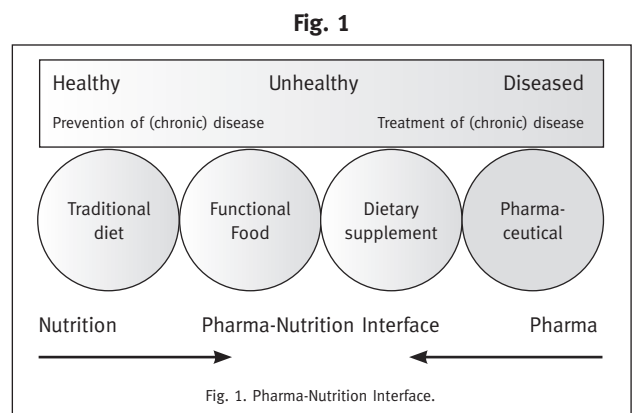 Fig. 1
Healthy Unhealthy Diseased
Prevention of (chronic) disease Treatment of (chronic) disease
Traditional diet
Functional Food
Dietary supplement
Pharma-
ceutical
Nutrition Pharma-Nutrition Interface Pharma
Fig. 1. Pharma-Nutrition Interface.